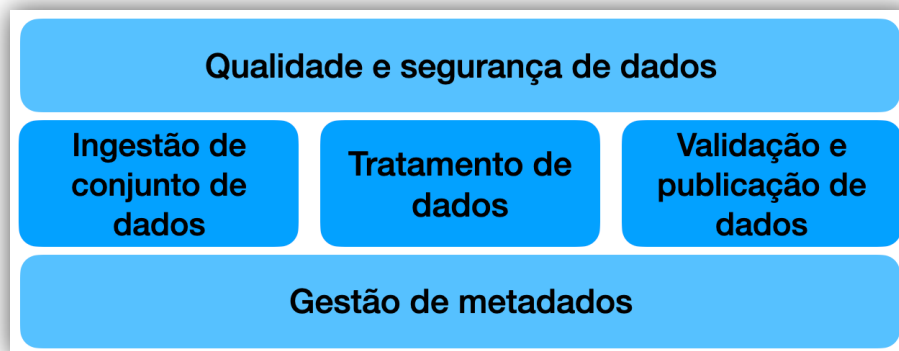 Qualidade e segurança de dados
Ingestão de
conjunto de
dados
Tratamento de
dados
Validação e
publicação de
dados
Gestão de metadados